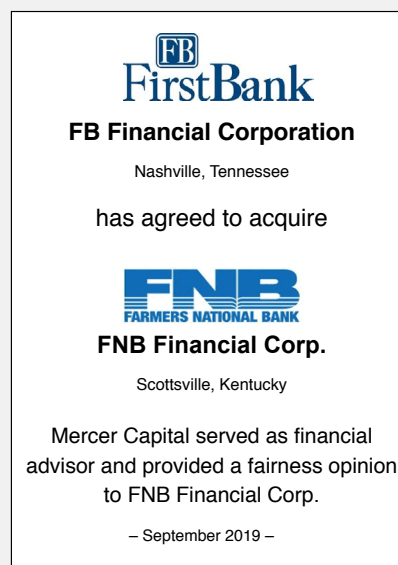 FB
FirstBank
FB Financial Corporation
Nashville, Tennessee
has agreed to acquire
FNB
FARMERS NATIONAL BANK
FNB Financial Corp.
Scottsville, Kentucky
Mercer Capital served as financial
advisor and provided a fairness opinion
to FNB Financial Corp.
– September 2019 –